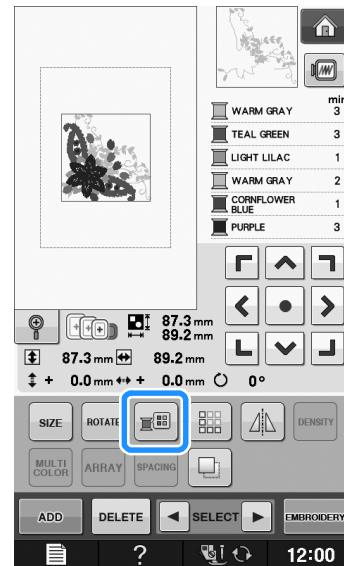 min
WARM GRAY 3
TEAL GREEN 3
LIGHT LILAC 1
WARM GRAY 2
CORNFLOWER
BLUE 1
PURPLE 3
87.3 mm
89.2 mm
87.3 mm 89.2 mm
+ 0.0 mm + 0.0 mm 0°
SIZE ROTATE DENSITY
MULTI
COLOR ARRAY SPACING
ADD DELETE SELECT EMBROIDERY
? 12:00